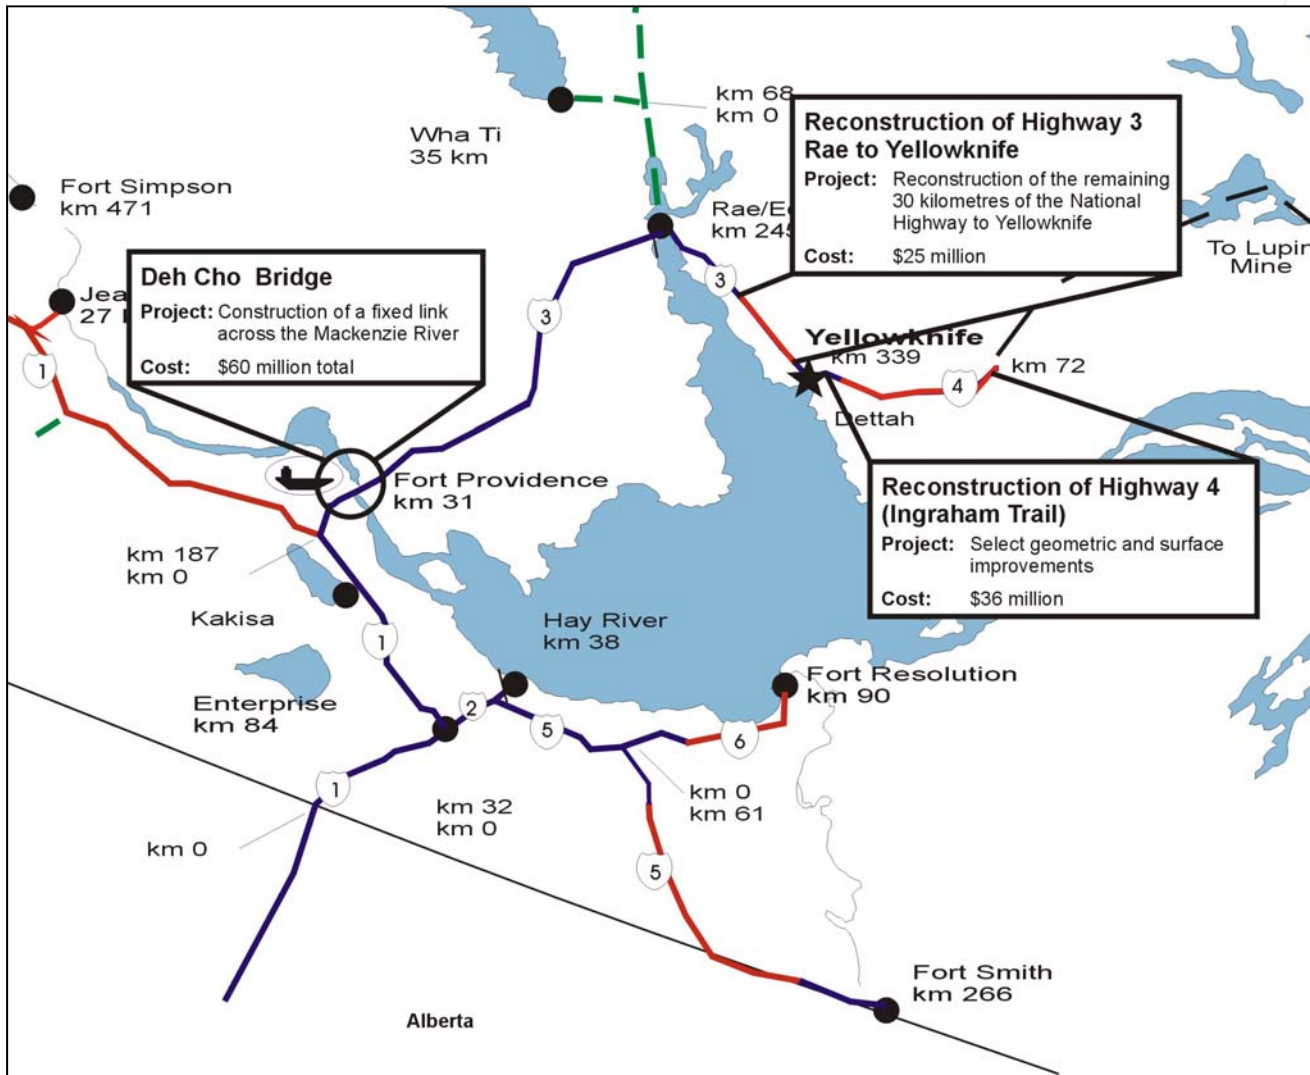 km 68
km 0
Wha Ti
35 km
Reconstruction of Highway 3
Rae to Yellowknife
Project: Reconstruction of the remaining
30 kilometres of the National
Highway to Yellowknife
Cost: $25 million
Fort Simpson
km 471
km 245
To Lupin
Mine
Deh Cho Bridge
Project: Construction of a fixed link
across the Mackenzie River
Cost: $60 million total
27
3
3
1
Yellowknife
km 339
km 72
4
Dettah
Fort Providence
km 31
Reconstruction of Highway 4
(Ingraham Trail)
Project: Select geometric and surface
improvements
Cost: $36 million
km 187
km 0
Kakisa
1
Hay River
km 38
Enterprise
km 84
Fort Resolution
km 90
2
5
6
1
km 32
km 0
km 0
km 61
km 0
5
Fort Smith
km 266
Alberta